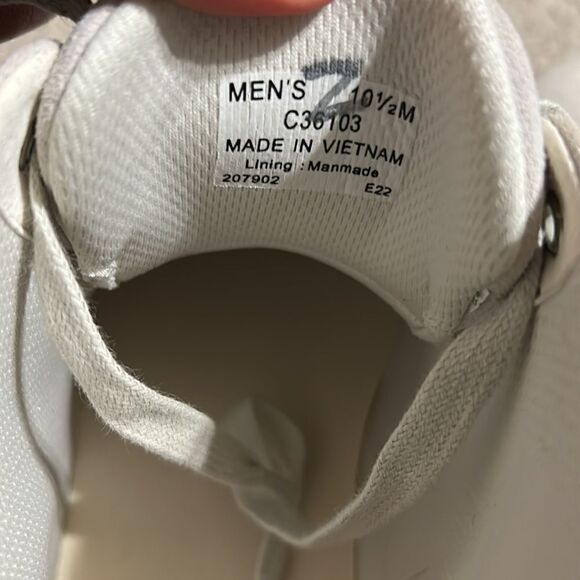 MEN'S 10½M
C36103
MADE IN VIETNAM
Lining : Manmade
207902 E22